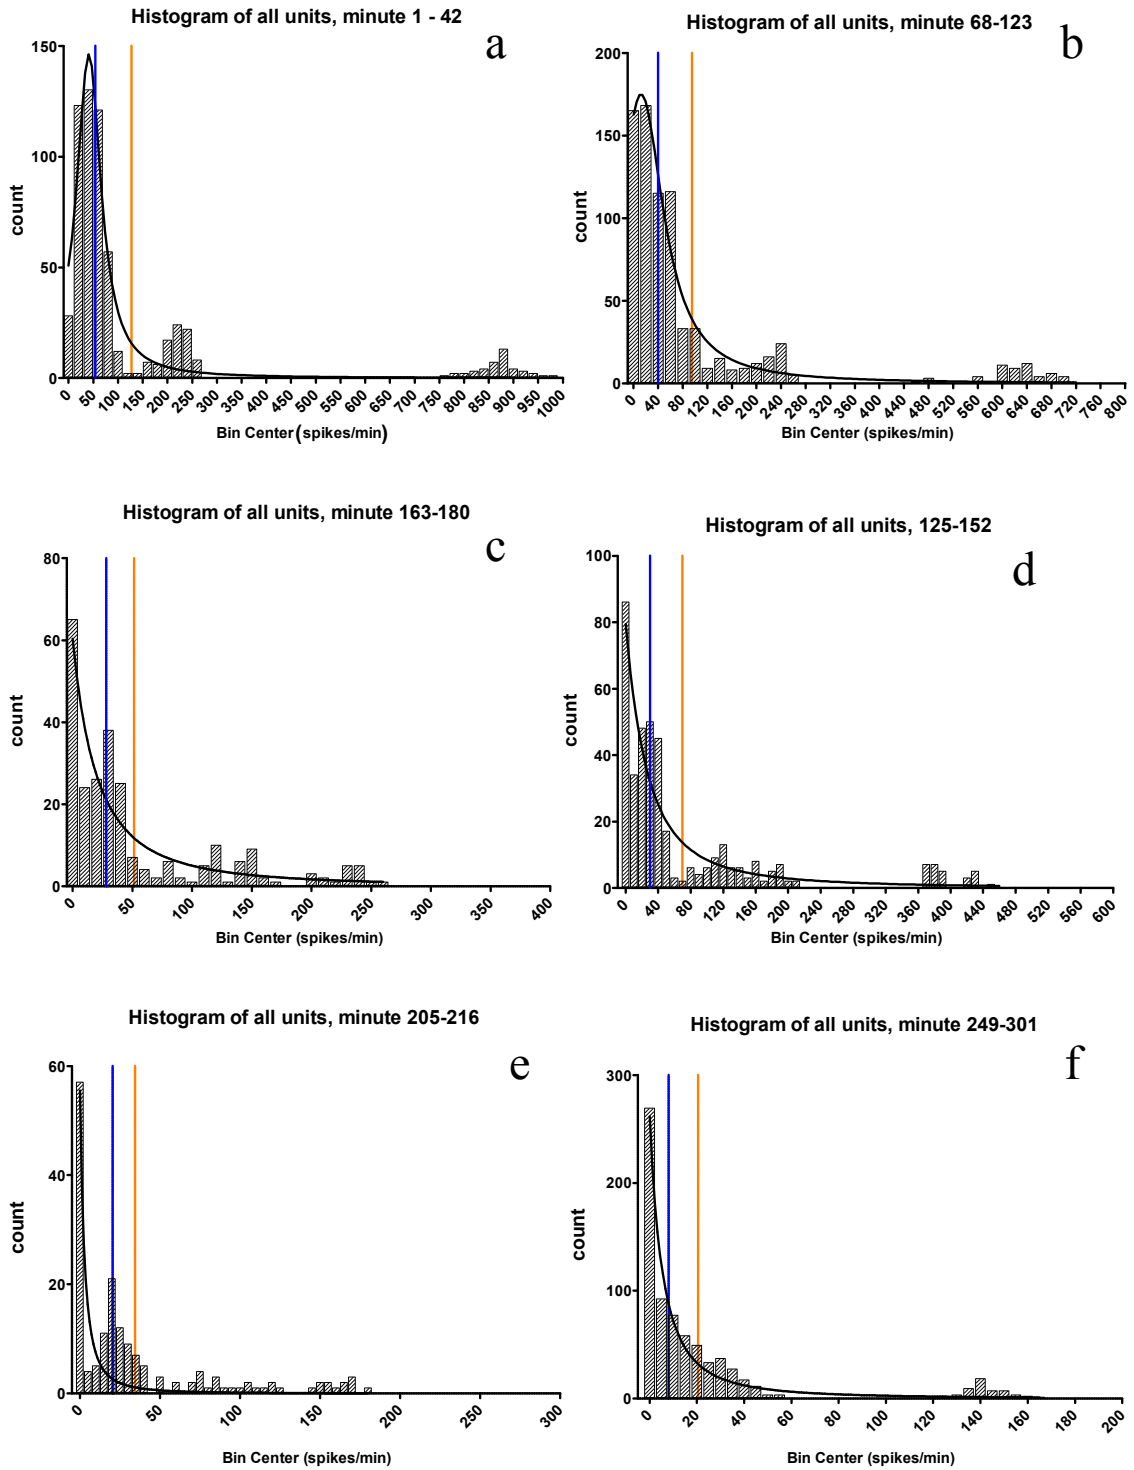 Histogram of all units, minute 1 - 42
a
150
100
50
0
count
0 50 100 150 200 250 300 350 400 450 500 550 600 650 700 750 800 850 900 950 1000
Bin Center (spikes/min)
Histogram of all units, minute 68-123
b
200
150
100
50
0
count
0 40 80 120 160 200 240 280 320 360 400 440 480 520 560 600 640 680 720 760 800
Bin Center (spikes/min)
Histogram of all units, minute 163-180
c
80
60
40
20
0
count
0 50 100 150 200 250 300 350 400
Bin Center (spikes/min)
Histogram of all units, 125-152
d
100
80
60
40
20
0
count
0 40 80 120 160 200 240 280 320 360 400 440 480 520 560 600
Bin Center (spikes/min)
Histogram of all units, minute 205-216
e
60
40
20
0
count
0 50 100 150 200 250 300
Bin Center (spikes/min)
Histogram of all units, minute 249-301
f
300
200
100
0
count
0 20 40 60 80 100 120 140 160 180 200
Bin Center (spikes/min)